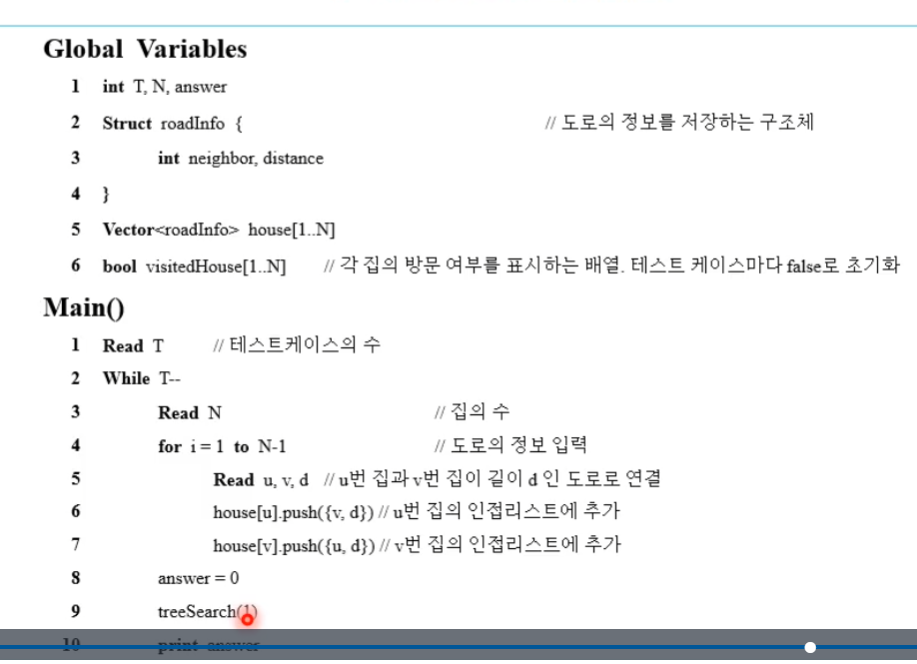 Global Variables
1 int T, N, answer
2 Struct roadInfo { // 도로의 정보를 저장하는 구조체
3 int neighbor, distance
4 }
5 Vector<roadInfo> house[1..N]
6 bool visitedHouse[1..N] // 각 집의 방문 여부를 표시하는 배열. 테스트 케이스마다 false로 초기화
Main()
1 Read T // 테스트케이스의 수
2 While T--
3 Read N // 집의 수
4 for i = 1 to N-1 // 도로의 정보 입력
5 Read u, v, d // u번 집과 v번 집이 길이 d 인 도로로 연결
6 house[u].push({v, d}) // u번 집의 인접리스트에 추가
7 house[v].push({u, d}) // v번 집의 인접리스트에 추가
8 answer = 0
9 treeSearch(1)
10 print answer